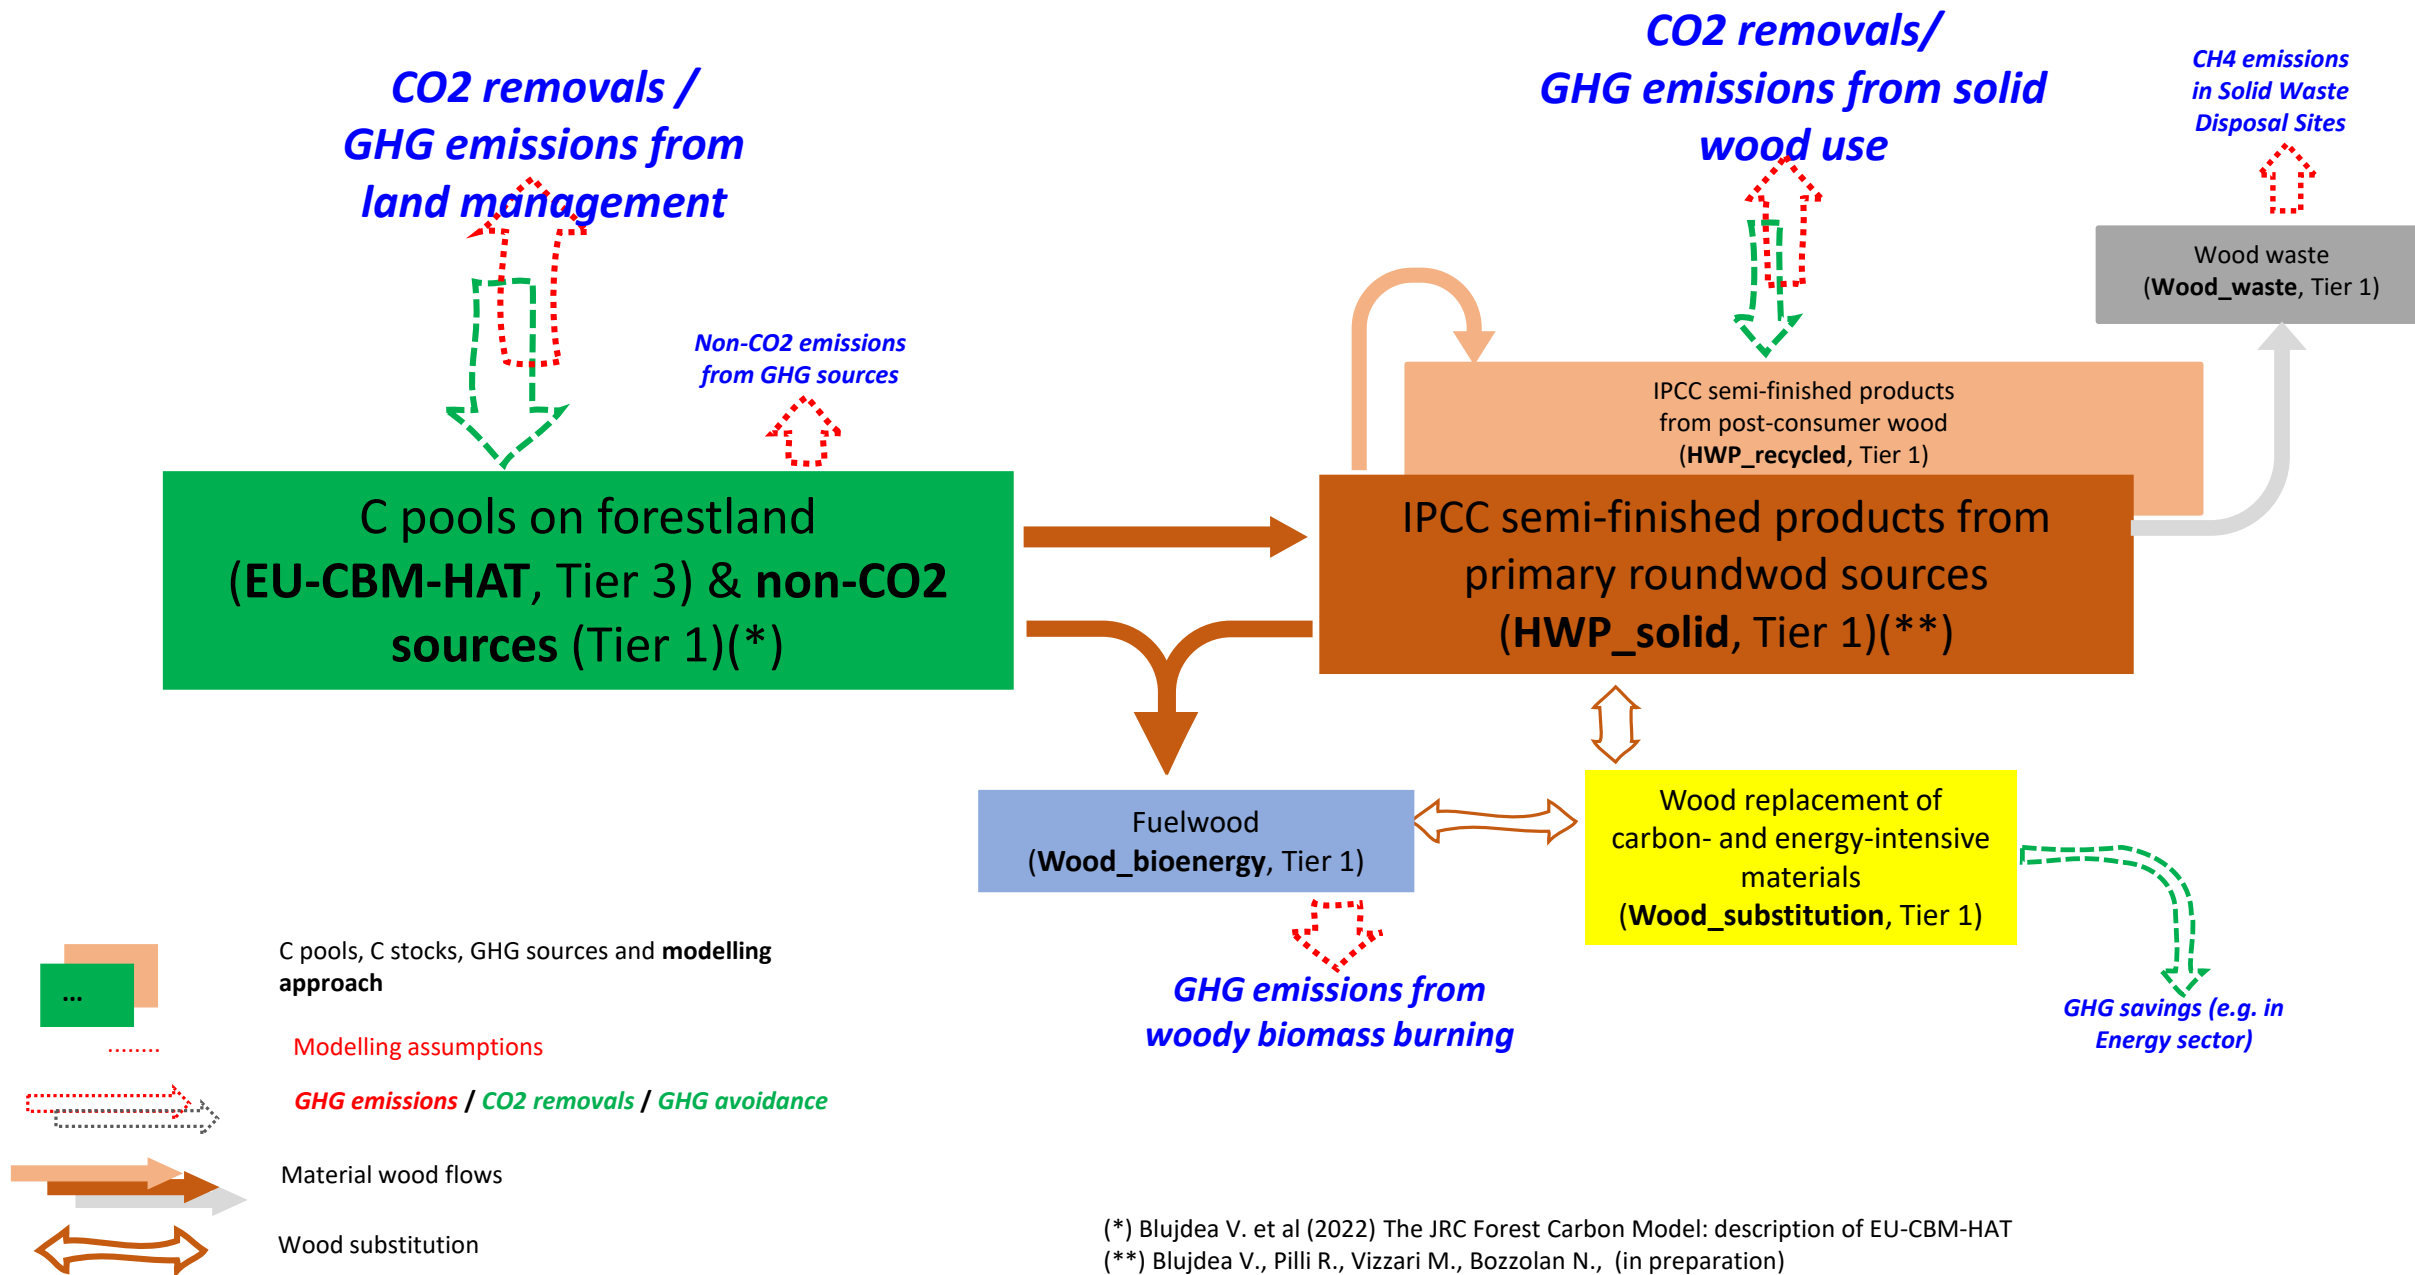 CO2 removals /
GHG emissions from
land management
CO2 removals/
GHG emissions from solid
wood use
CH4 emissions
in Solid Waste
Disposal Sites
Wood waste
(Wood_waste, Tier 1)
Non-CO2 emissions
from GHG sources
IPCC semi-finished products
from post-consumer wood
(HWP_recycled, Tier 1)
C pools on forestland
(EU-CBM-HAT, Tier 3) & non-CO2
sources (Tier 1)(*)
IPCC semi-finished products from
primary roundwod sources
(HWP_solid, Tier 1)(**)
Fuelwood
(Wood_bioenergy, Tier 1)
Wood replacement of
carbon- and energy-intensive
materials
(Wood_substitution, Tier 1)
GHG emissions from
woody biomass burning
GHG savings (e.g. in
Energy sector)
...
C pools, C stocks, GHG sources and modelling
approach
Modelling assumptions
GHG emissions / CO2 removals / GHG avoidance
Material wood flows
Wood substitution
(*) Blujdea V. et al (2022) The JRC Forest Carbon Model: description of EU-CBM-HAT
(**) Blujdea V., Pilli R., Vizzari M., Bozzolan N., (in preparation)